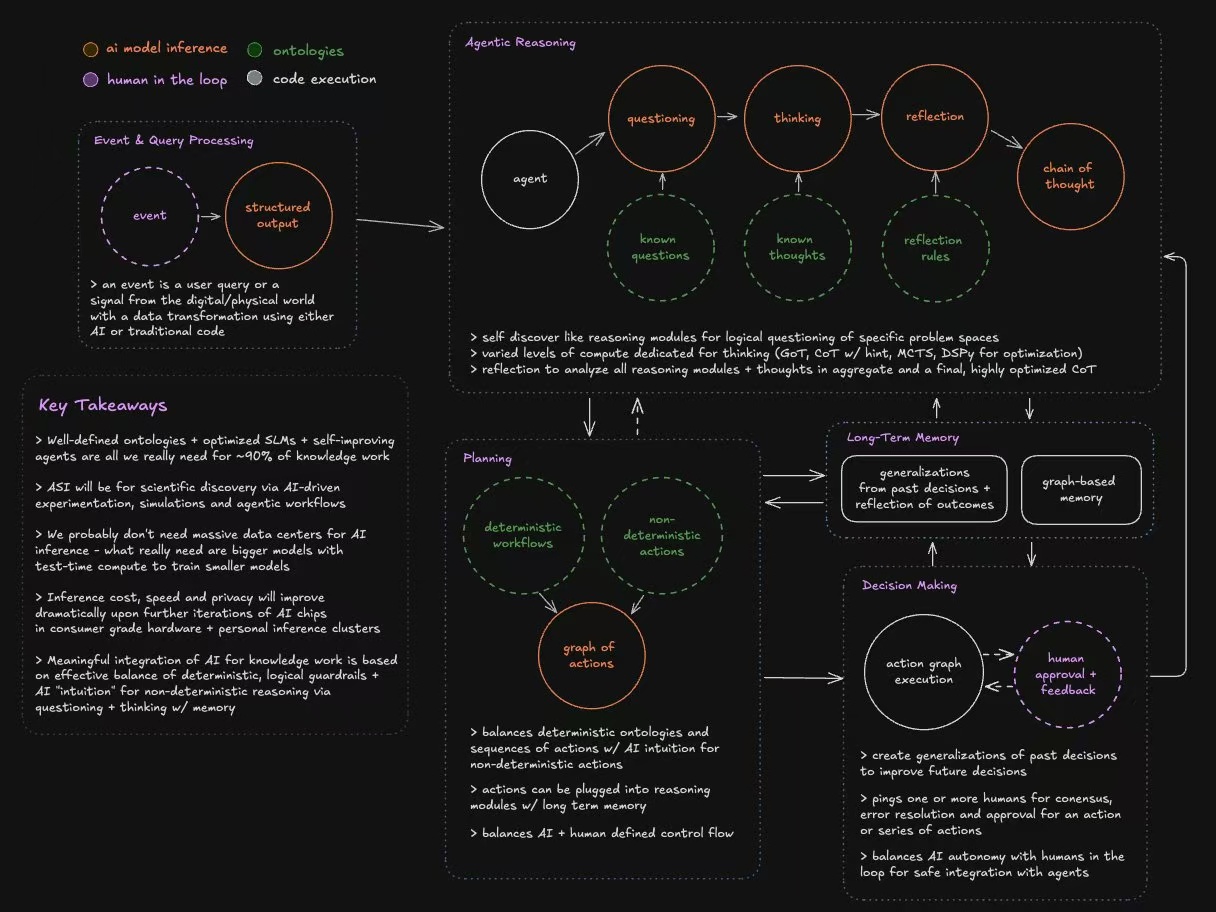 ai model inference
ontologies
human in the loop
code execution
Event & Query Processing
event
structured
output
> an event is a user query or a
signal from the digital/physical world
with a data transformation using either
AI or traditional code
Agentic Reasoning
agent
questioning
thinking
reflection
chain of
thought
known
questions
known
thoughts
reflection
rules
> self discover like reasoning modules for logical questioning of specific problem spaces
> varied levels of compute dedicated for thinking (GoT, CoT w/ hint, MCTS, DSPy for optimization)
> reflection to analyze all reasoning modules + thoughts in aggregate and a final, highly optimized CoT
Key Takeaways
> Well-defined ontologies + optimized SLMs + self-improving
agents are all we really need for ~90% of knowledge work
> ASI will be for scientific discovery via AI-driven
experimentation, simulations and agentic workflows
> We probably don't need massive data centers for AI
inference - what really need are bigger models with
test-time compute to train smaller models
> Inference cost, speed and privacy will improve
dramatically upon further iterations of AI chips
in consumer grade hardware + personal inference clusters
> Meaningful integration of AI for knowledge work is based
on effective balance of deterministic, logical guardrails +
AI "intuition" for non-deterministic reasoning via
questioning + thinking w/ memory
Planning
deterministic
workflows
non-
deterministic
actions
graph of
actions
> balances deterministic ontologies and
sequences of actions w/ AI intuition for
non-deterministic actions
> actions can be plugged into reasoning
modules w/ long term memory
> balances AI + human defined control flow
Long-Term Memory
generalizations
from past decisions +
reflection of outcomes
graph-based
memory
Decision Making
action graph
execution
human
approval +
feedback
> create generalizations of past decisions
to improve future decisions
> pings one or more humans for conensus,
error resolution and approval for an action
or series of actions
> balances AI autonomy with humans in the
loop for safe integration with agents